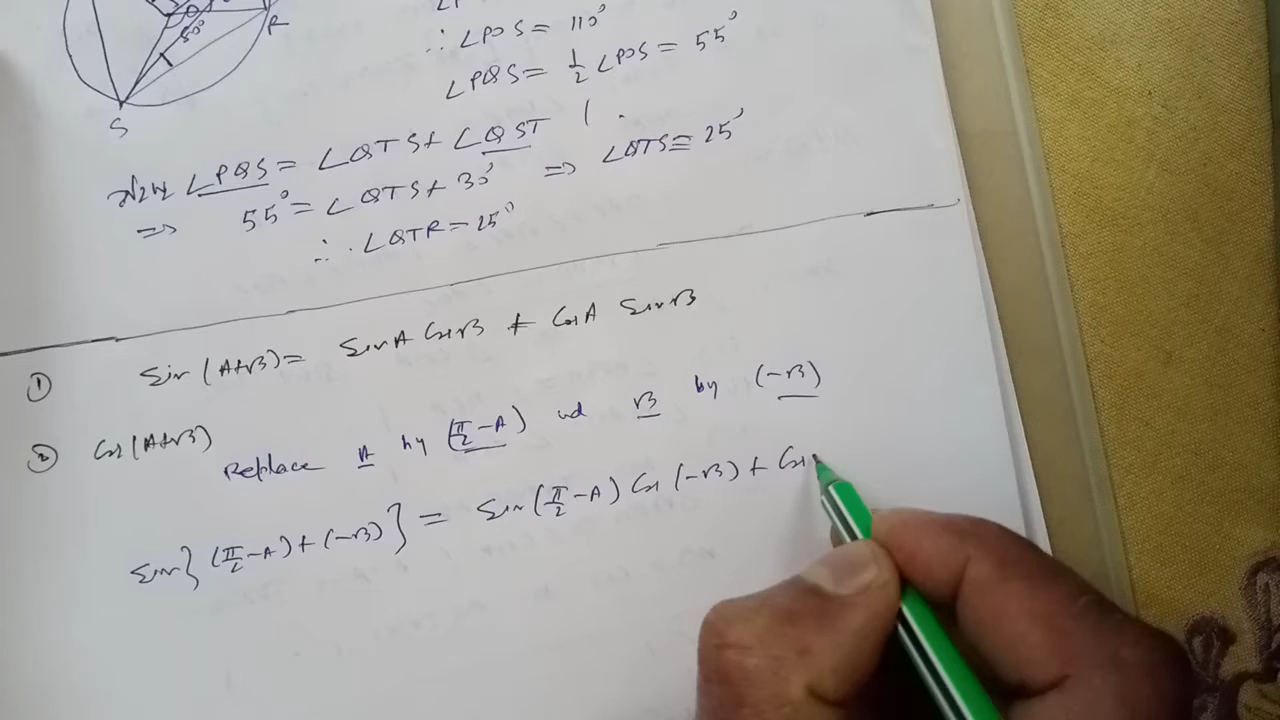 R
50°
S
∴ ∠POS = 110°
∠PQS = 1/2 ∠POS = 55°
∠PQS = ∠QTS + ∠QST
⇒ 55° = ∠QTS + 30° ⇒ ∠QTS = 25°
∴ ∠QTR = 25°
① Sin (A+B) = SinA CosB + CosA SinB
② Cos (A+B)
Replace A by (π/2 - A) and B by (-B)
Sin{(π/2 - A) + (-B)} = Sin (π/2 - A) Cos (-B) + Cos